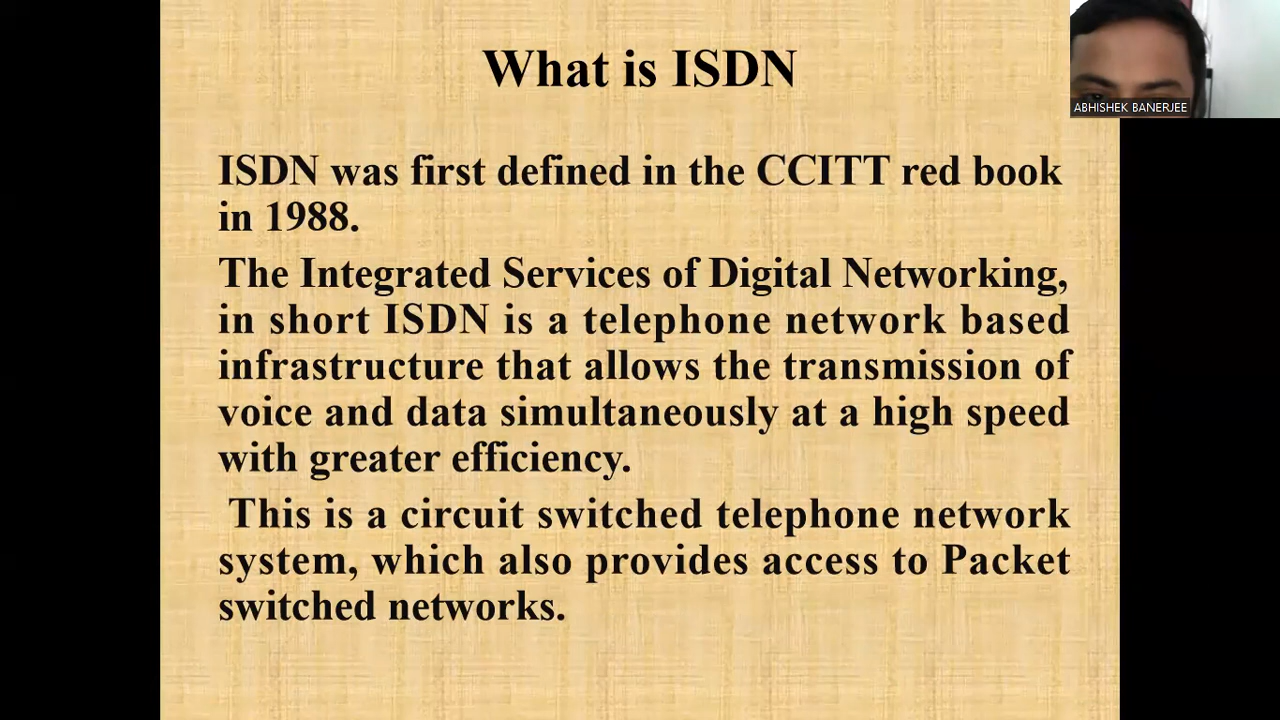 What is ISDN
ABHISHEK BANERJEE
ISDN was first defined in the CCITT red book
in 1988.
The Integrated Services of Digital Networking,
in short ISDN is a telephone network based
infrastructure that allows the transmission of
voice and data simultaneously at a high speed
with greater efficiency.
This is a circuit switched telephone network
system, which also provides access to Packet
switched networks.